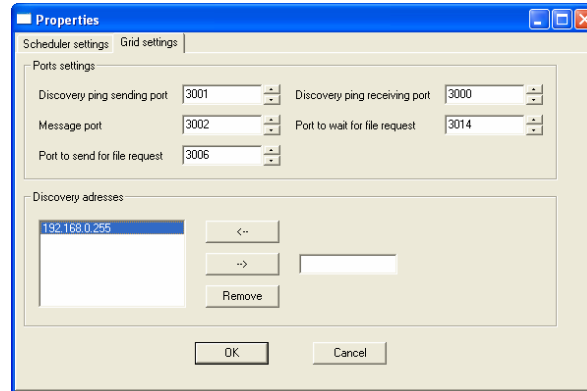 Properties
Scheduler settings Grid settings
Ports settings
Discovery ping sending port 3001 Discovery ping receiving port 3000
Message port 3002 Port to wait for file request 3014
Port to send for file request 3006
Discovery adresses
192.168.0.255 <--
-->
Remove
OK Cancel